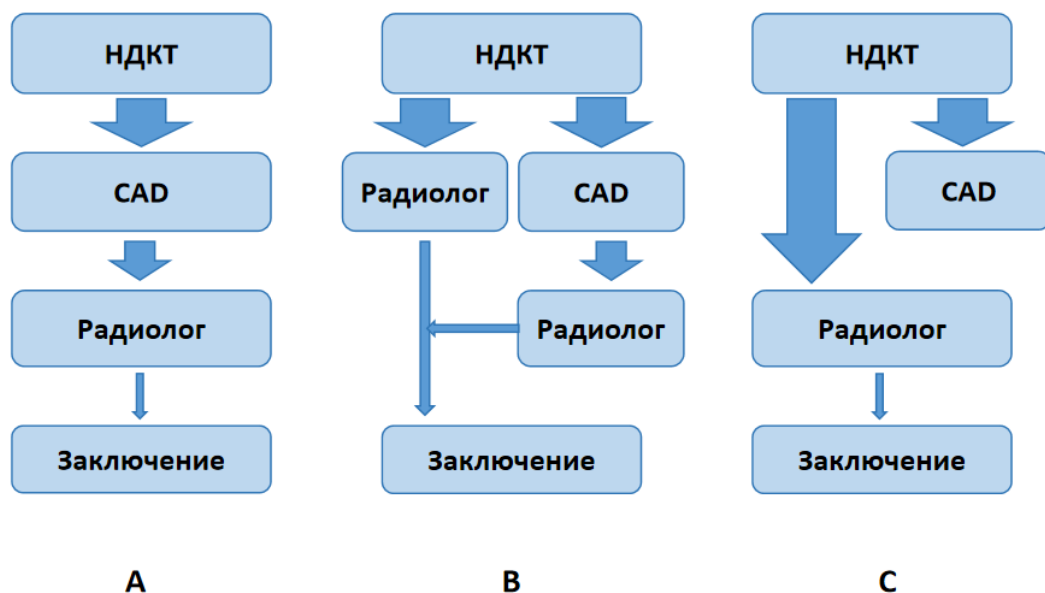 НДКТ
CAD
Радиолог
Заключение
A
НДКТ
Радиолог
CAD
Радиолог
Заключение
B
НДКТ
CAD
Радиолог
Заключение
C